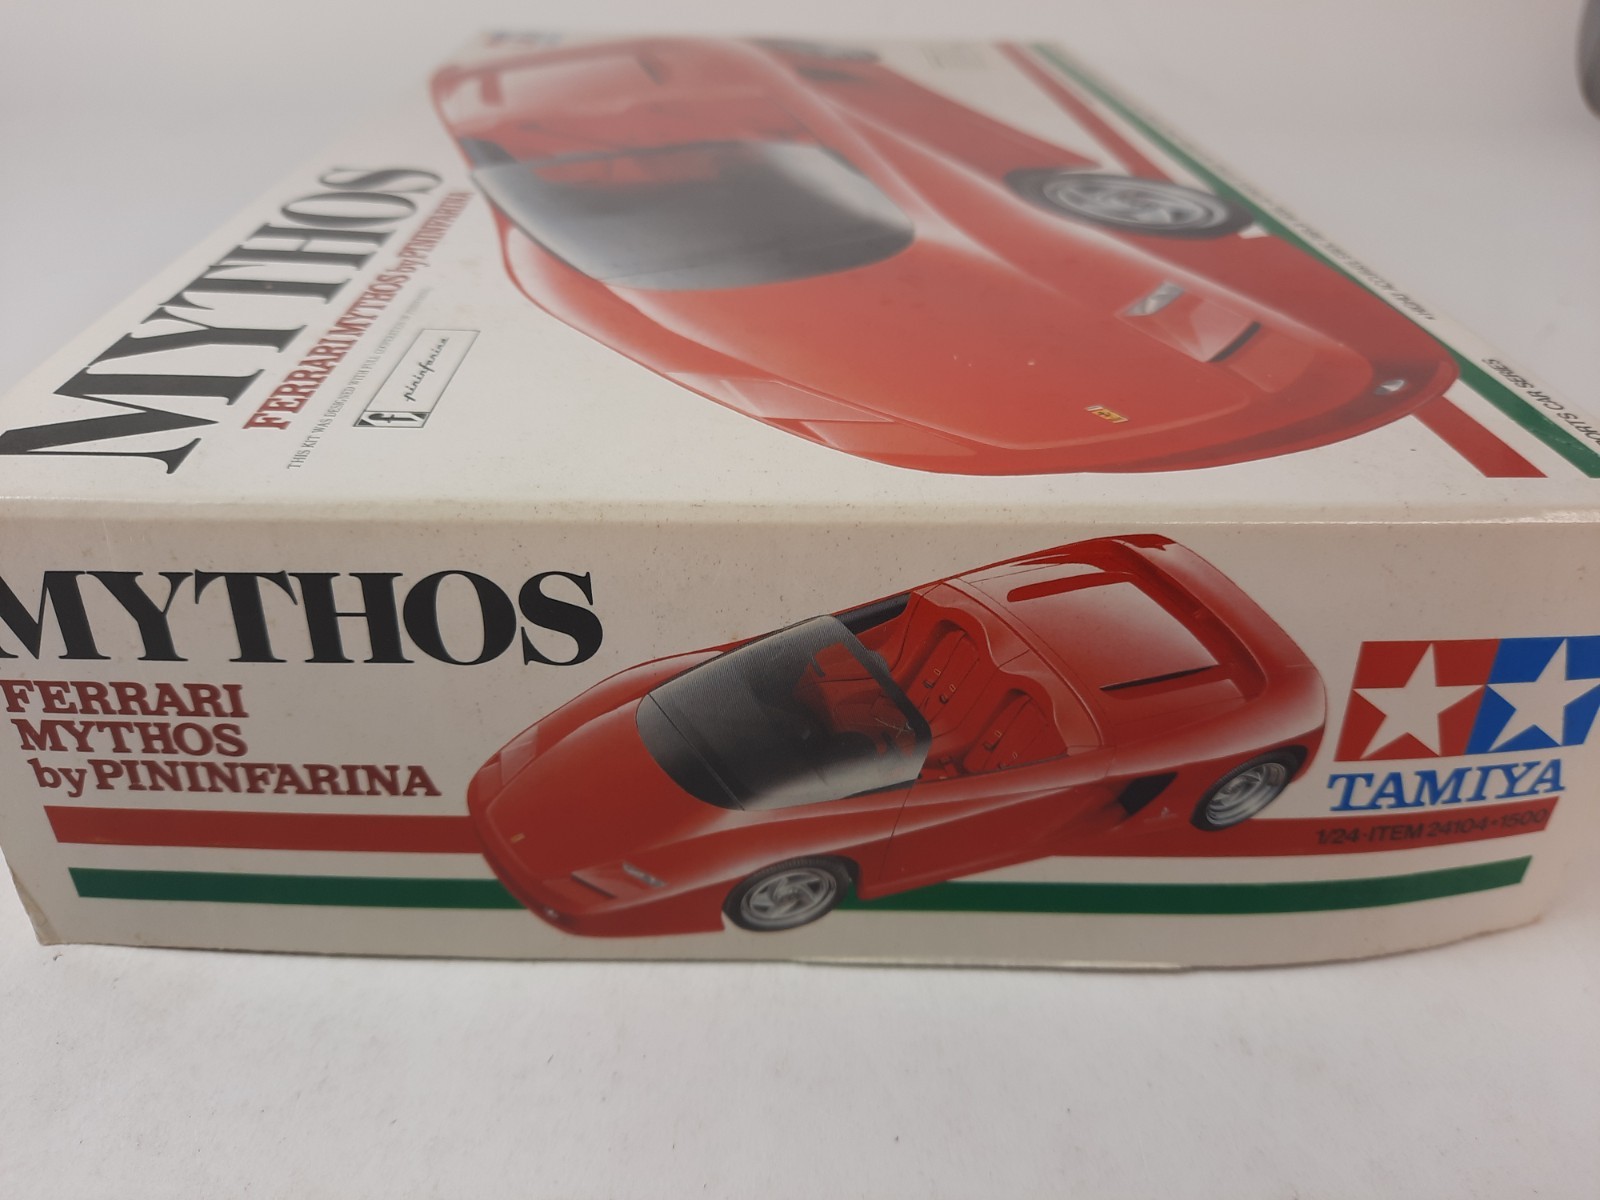 MYTHOS
FERRARI MYTHOS by PININFARINA
THIS KIT WAS DESIGNED WITH FULL
f pininfarina
SPORTS CAR SERIES
MYTHOS
FERRARI
MYTHOS
by PININFARINA
TAMIYA
1/24・ITEM 24104・1500